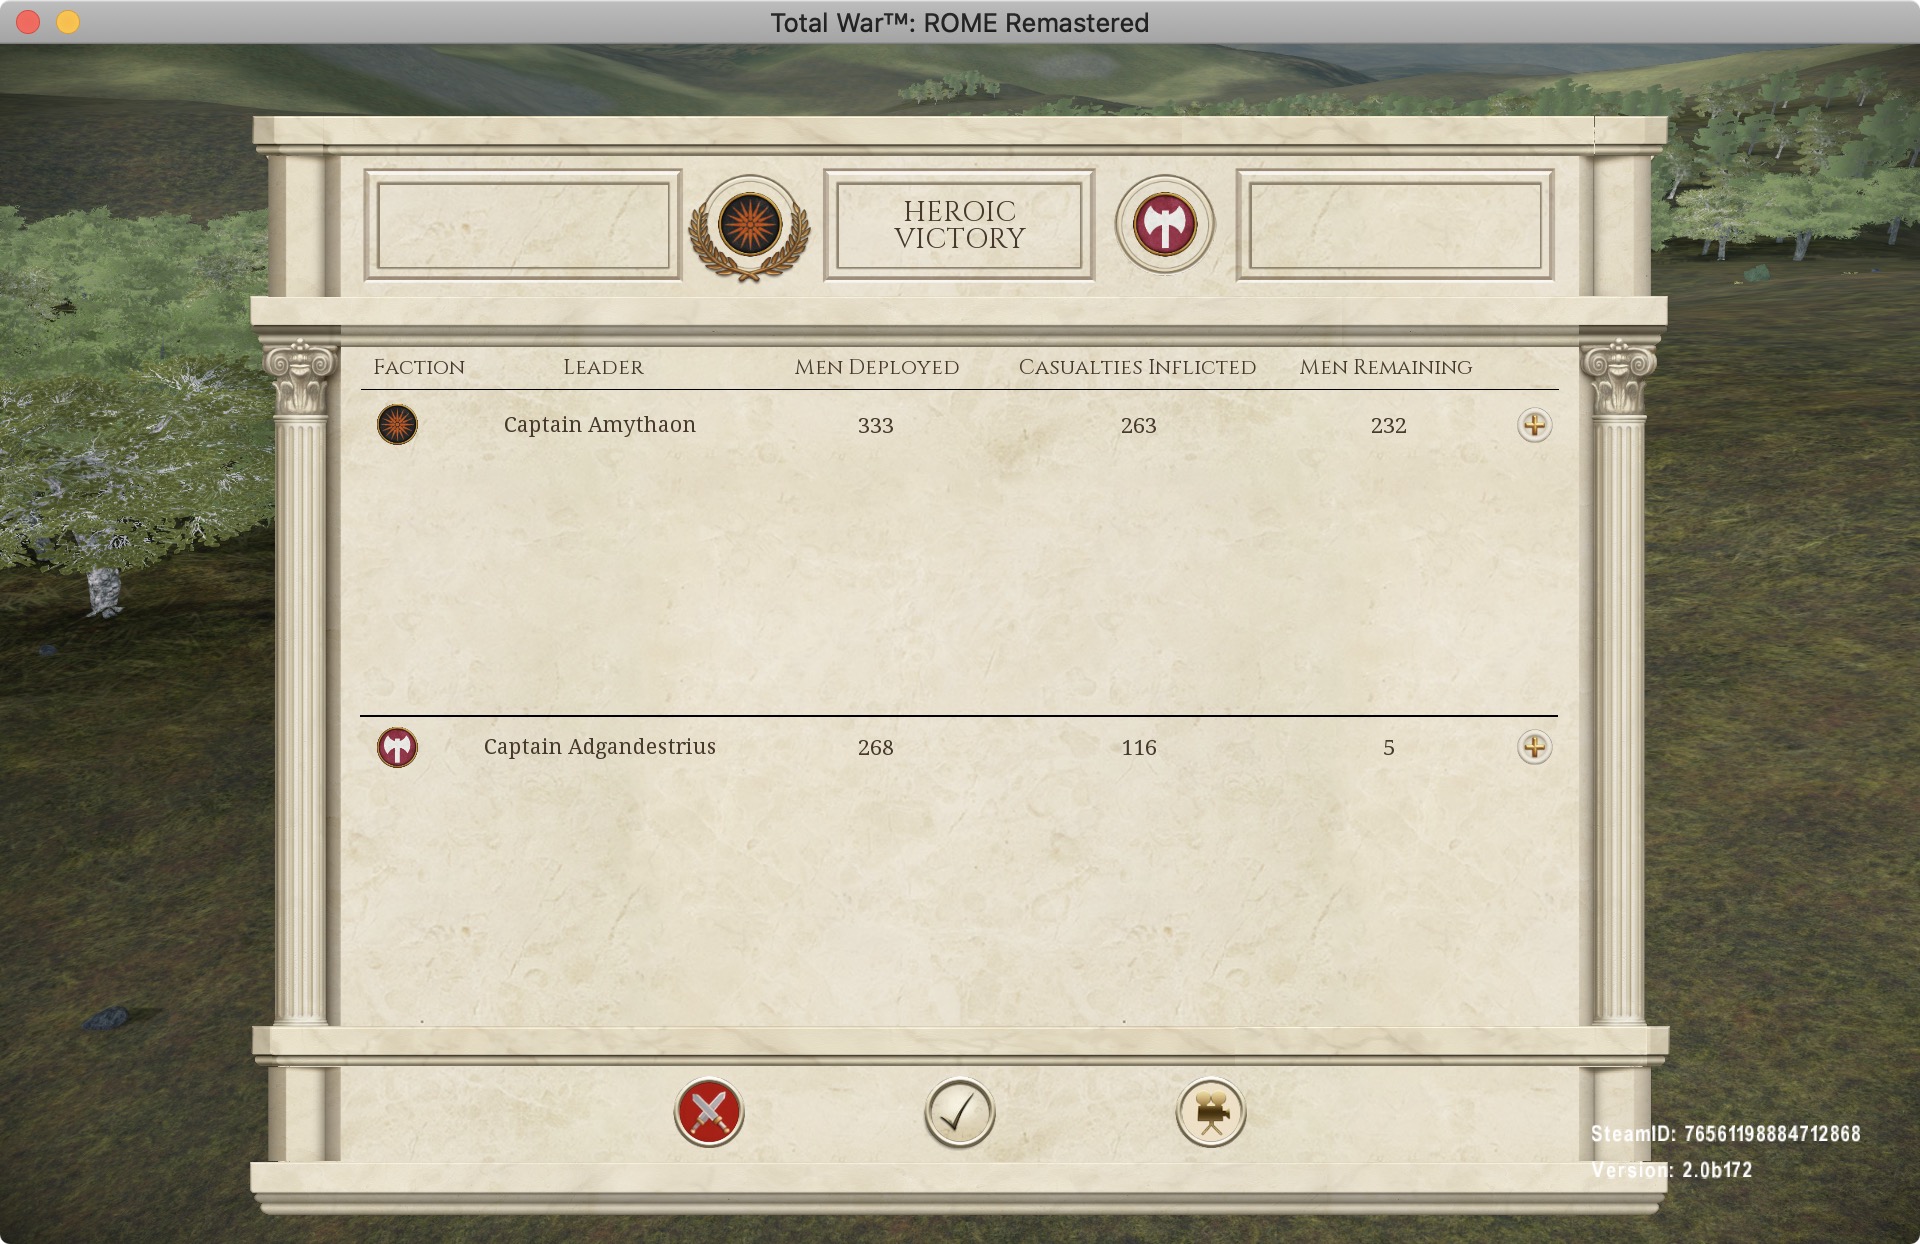 Total War™: ROME Remastered
HEROIC
VICTORY
Faction Leader Men Deployed Casualties Inflicted Men Remaining
Captain Amythaon 333 263 232
Captain Adgandestrius 268 116 5
SteamID: 76561198884712868
Version: 2.0b172